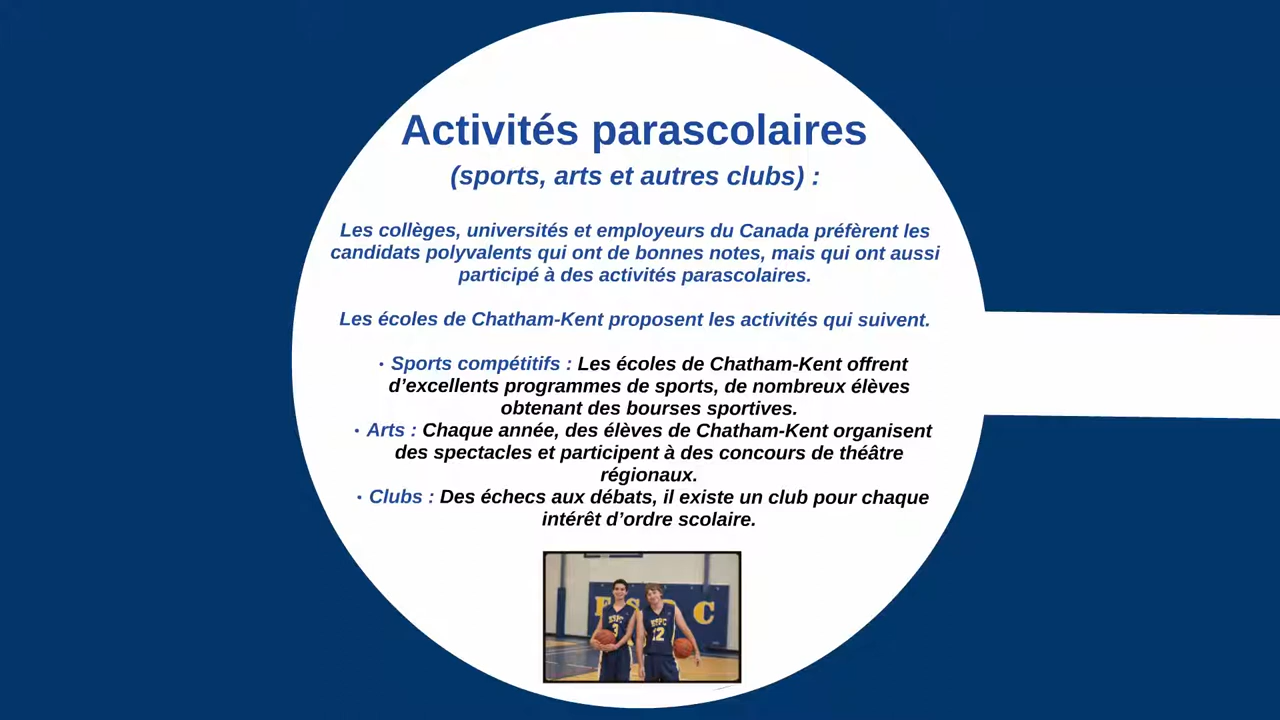 Activités parascolaires
(sports, arts et autres clubs) :
Les collèges, universités et employeurs du Canada préfèrent les
candidats polyvalents qui ont de bonnes notes, mais qui ont aussi
participé à des activités parascolaires.
Les écoles de Chatham-Kent proposent les activités qui suivent.
• Sports compétitifs : Les écoles de Chatham-Kent offrent
d’excellents programmes de sports, de nombreux élèves
obtenant des bourses sportives.
• Arts : Chaque année, des élèves de Chatham-Kent organisent
des spectacles et participent à des concours de théâtre
régionaux.
• Clubs : Des échecs aux débats, il existe un club pour chaque
intérêt d’ordre scolaire.
ESPC
3
ESPC
12